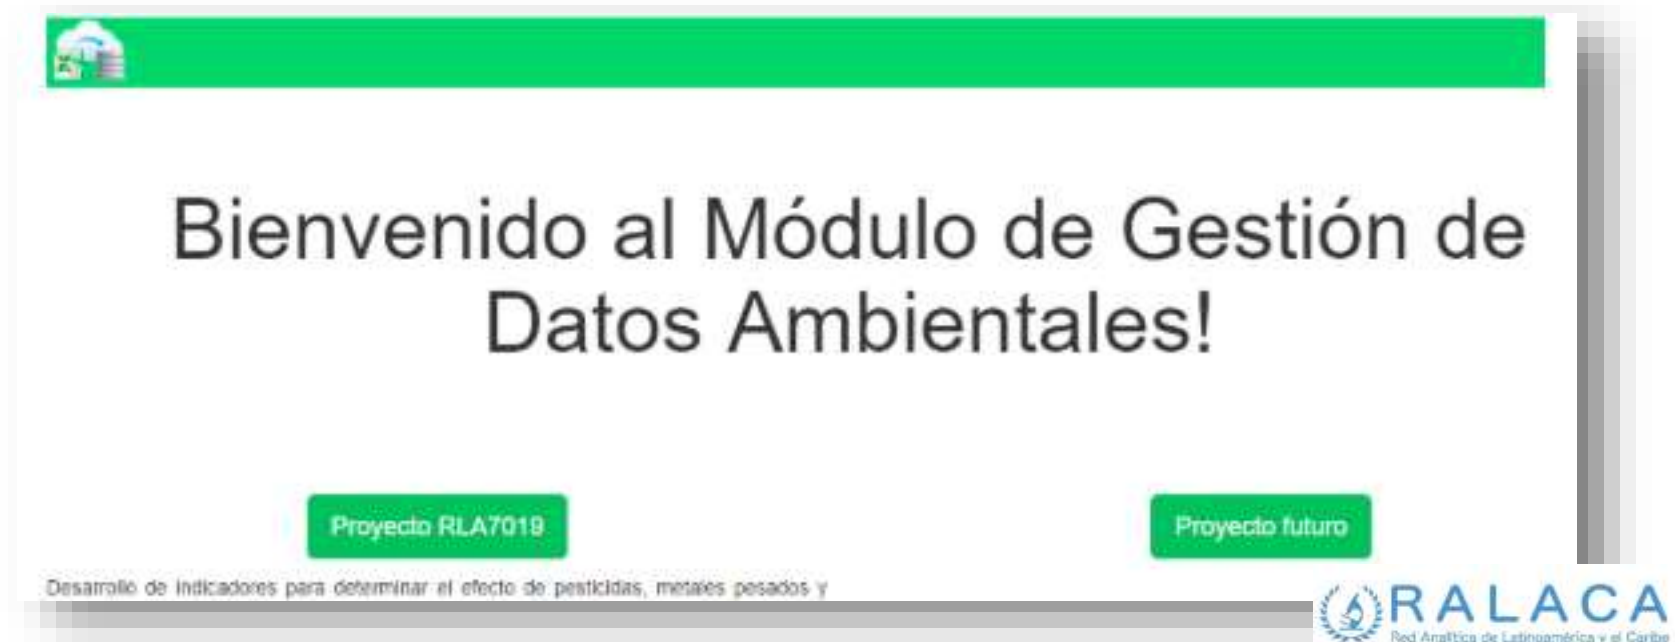 Bienvenido al Módulo de Gestión de
Datos Ambientales!
Proyecto RLA7019
Proyecto futuro
Desarrollo de indicadores para determinar el efecto de pesticidas, metales pesados y
RALACA
Red Analítica de Latinoamérica y el Caribe